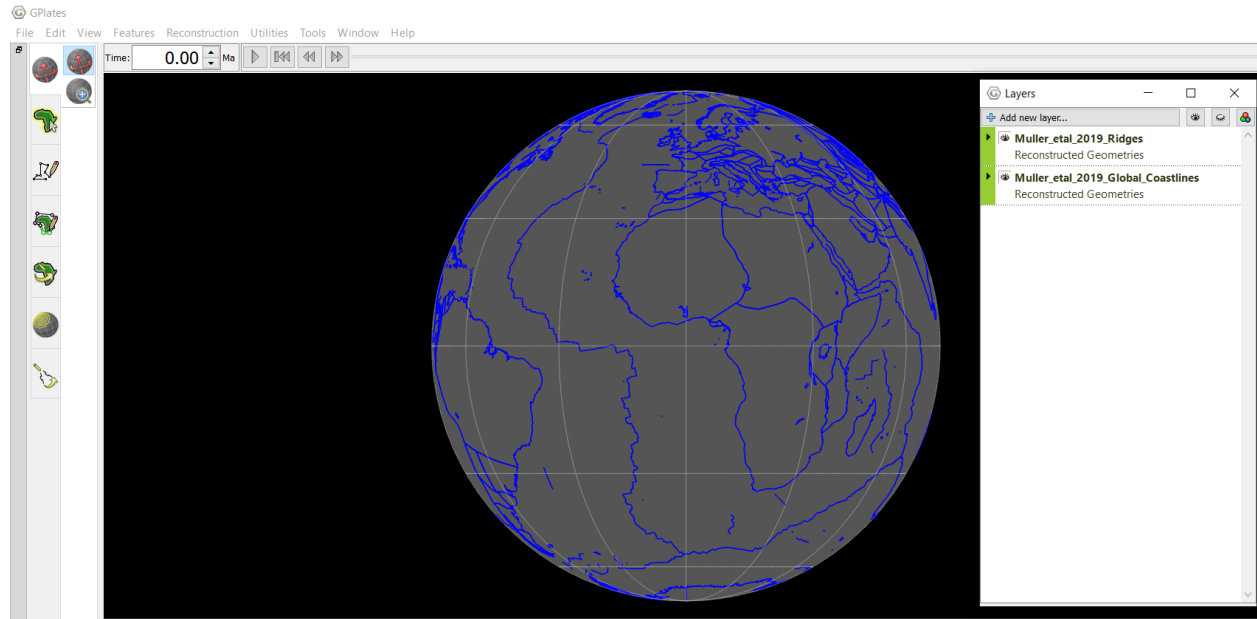 GPlates
File Edit View Features Reconstruction Utilities Tools Window Help
Time: 0.00 Ma
Layers
Add new layer...
Muller_etal_2019_Ridges
Reconstructed Geometries
Muller_etal_2019_Global_Coastlines
Reconstructed Geometries